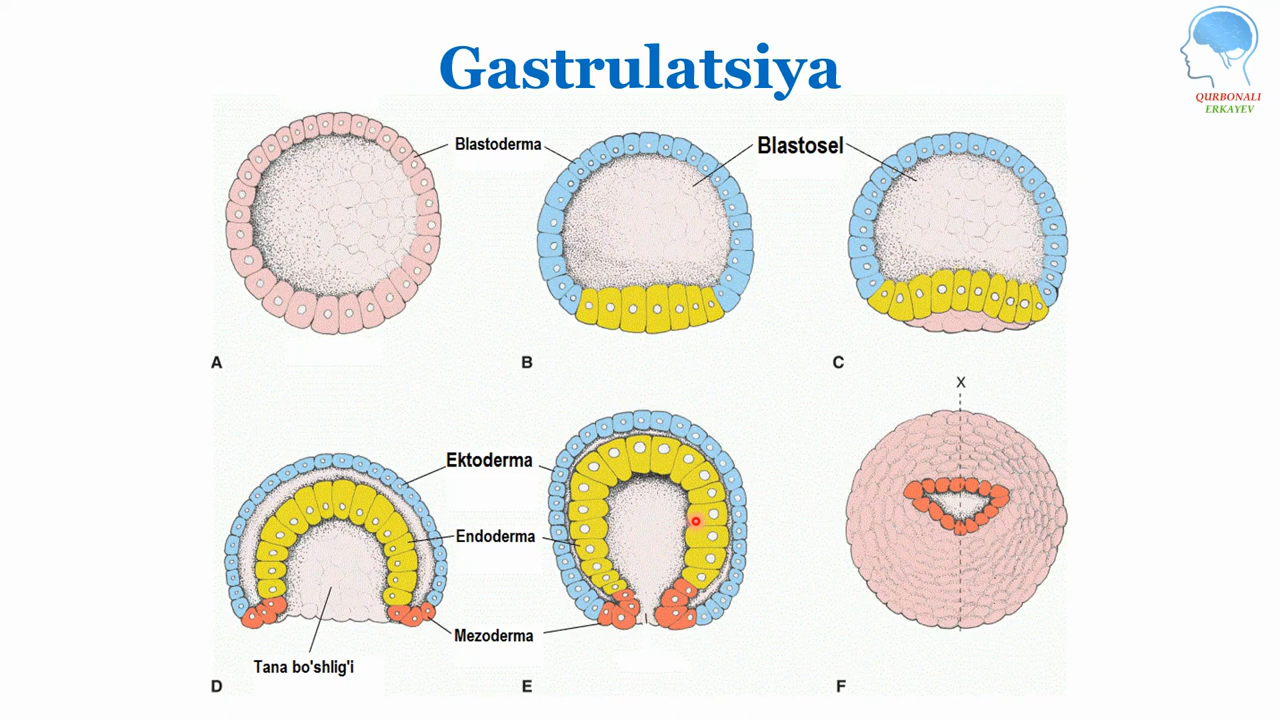 Gastrulatsiya
QURBONALI
ERKAYEV
Blastoderma
Blastosel
A
B
C
X
Ektoderma
Endoderma
Mezoderma
Tana bo'shlig'i
D
E
F